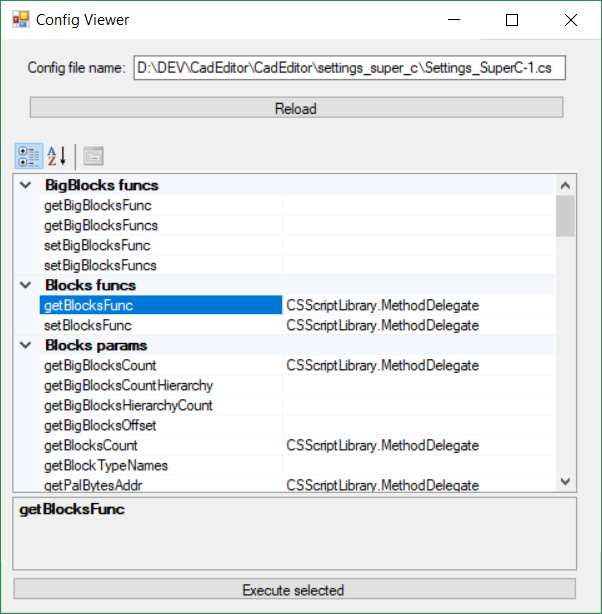 Config Viewer
Config file name: D:\DEV\CadEditor\CadEditor\settings_super_c\Settings_SuperC-1.cs
Reload
BigBlocks funcs
getBigBlocksFunc
getBigBlocksFuncs
setBigBlocksFunc
setBigBlocksFuncs
Blocks funcs
getBlocksFunc CSScriptLibrary.MethodDelegate
setBlocksFunc CSScriptLibrary.MethodDelegate
Blocks params
getBigBlocksCount CSScriptLibrary.MethodDelegate
getBigBlocksCountHierarchy
getBigBlocksHierarchyCount
getBigBlocksOffset
getBlocksCount CSScriptLibrary.MethodDelegate
getBlockTypeNames
getPalBytesAddr CSScriptLibrary.MethodDelegate
getBlocksFunc
Execute selected